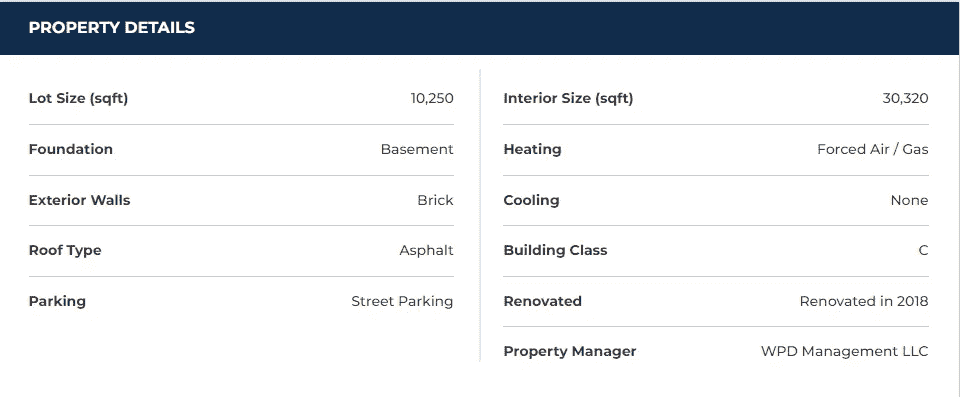 PROPERTY DETAILS
Lot Size (sqft) 10,250
Foundation Basement
Exterior Walls Brick
Roof Type Asphalt
Parking Street Parking
Interior Size (sqft) 30,320
Heating Forced Air / Gas
Cooling None
Building Class C
Renovated Renovated in 2018
Property Manager WPD Management LLC